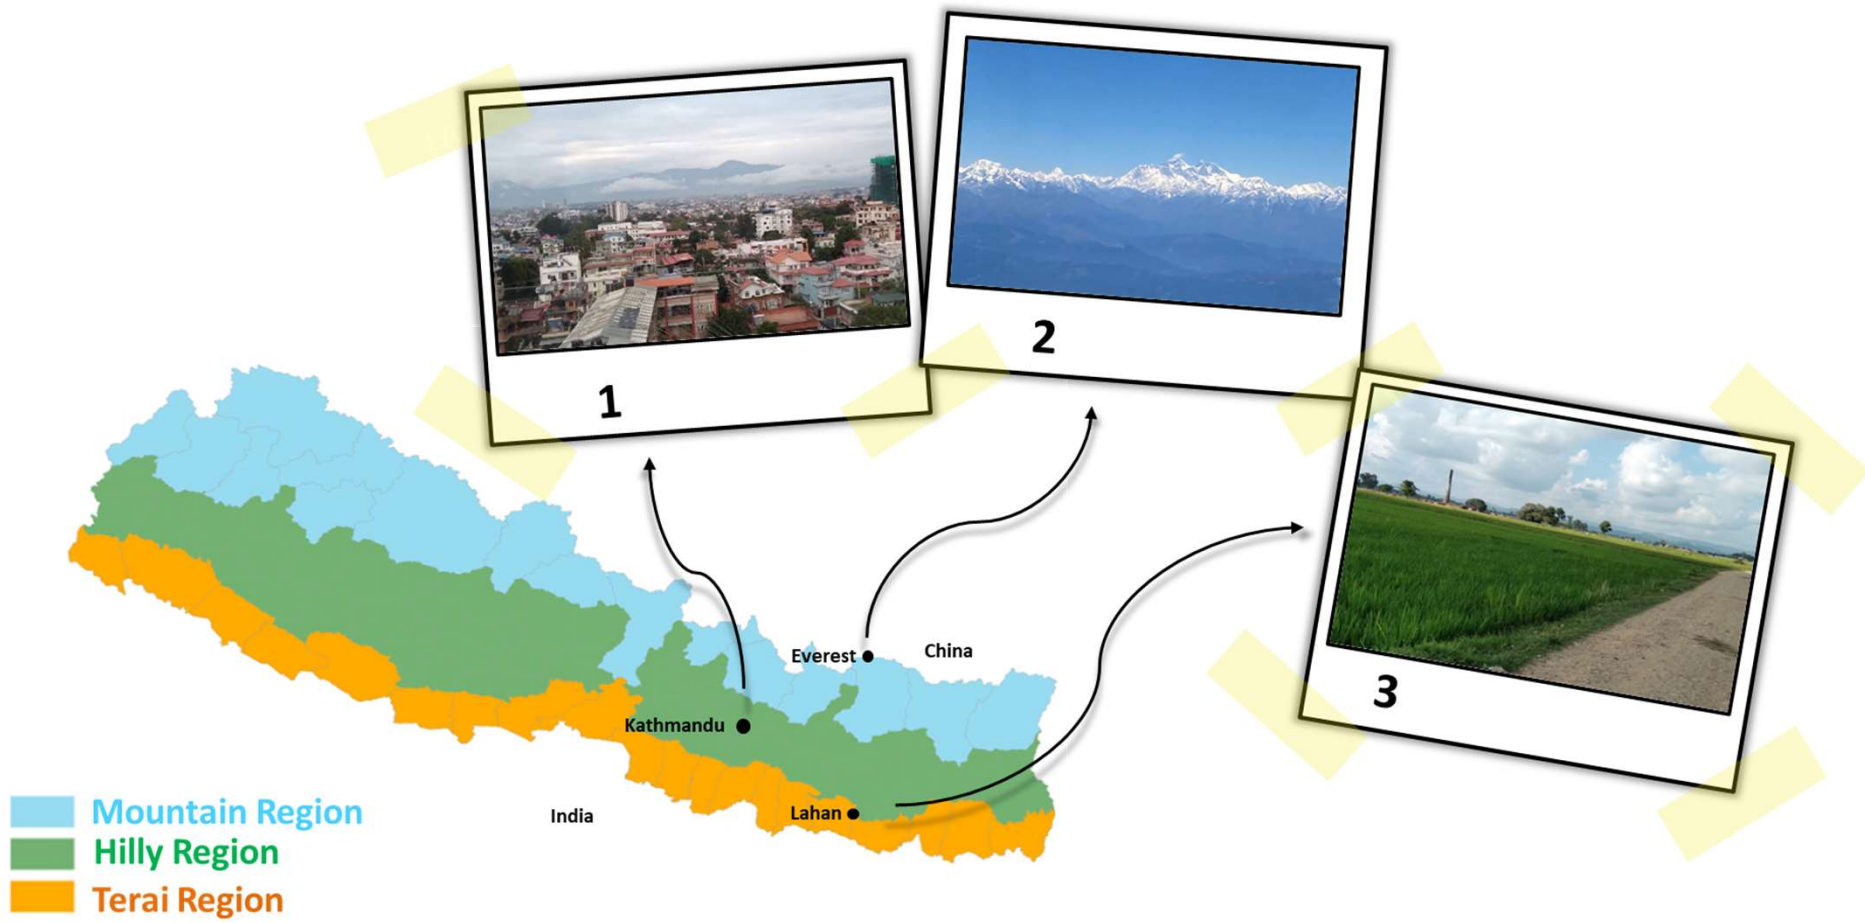 1
2
3
Everest
China
Kathmandu
Lahan
India
Mountain Region
Hilly Region
Terai Region